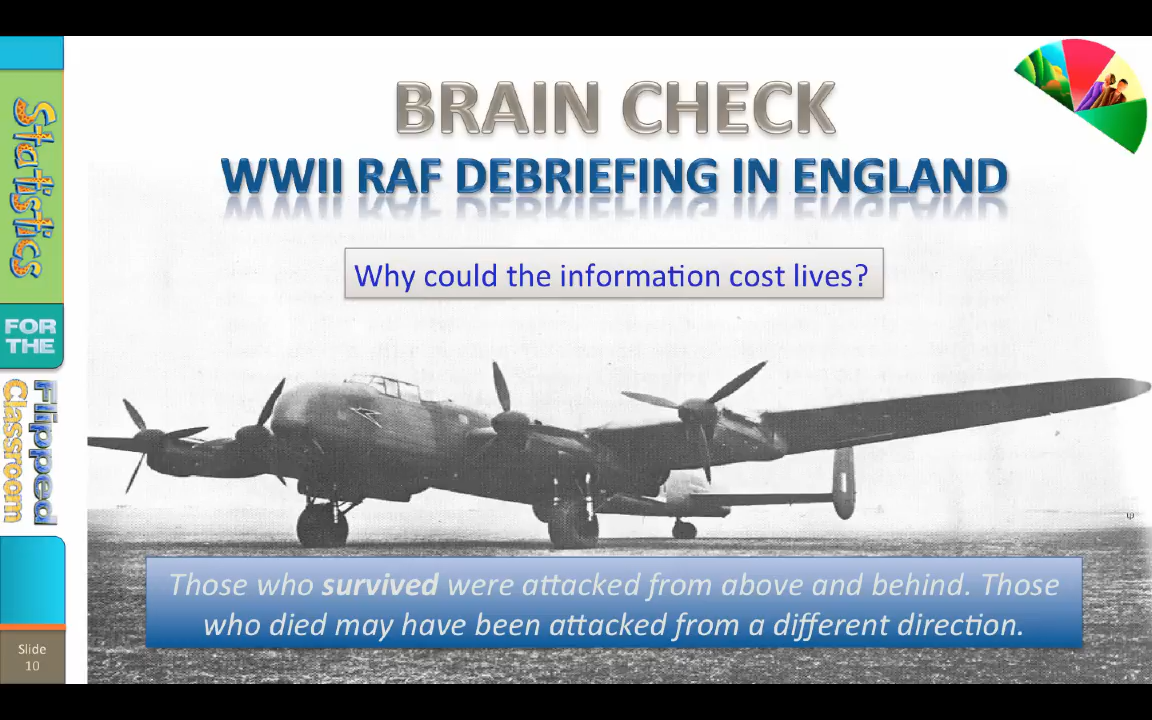 BRAIN CHECK
WWII RAF DEBRIEFING IN ENGLAND
Why could the information cost lives?
Those who survived were attacked from above and behind. Those
who died may have been attacked from a different direction.
Statistics
FOR
THE
Flipped
Classroom
Slide
10